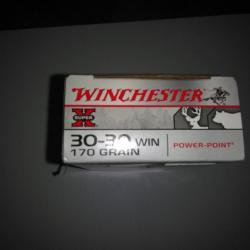 WINCHESTER
X
SUPER
30-30 WIN
170 GRAIN
POWER-POINT